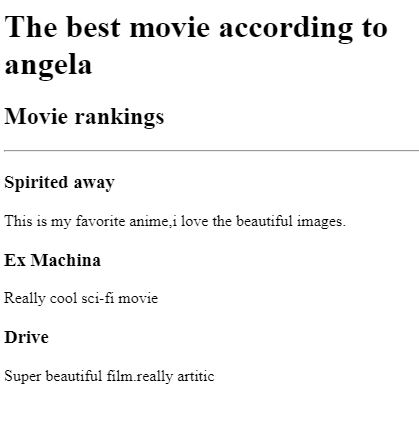 The best movie according to
angela
Movie rankings
Spirited away
This is my favorite anime,i love the beautiful images.
Ex Machina
Really cool sci-fi movie
Drive
Super beautiful film.really artitic